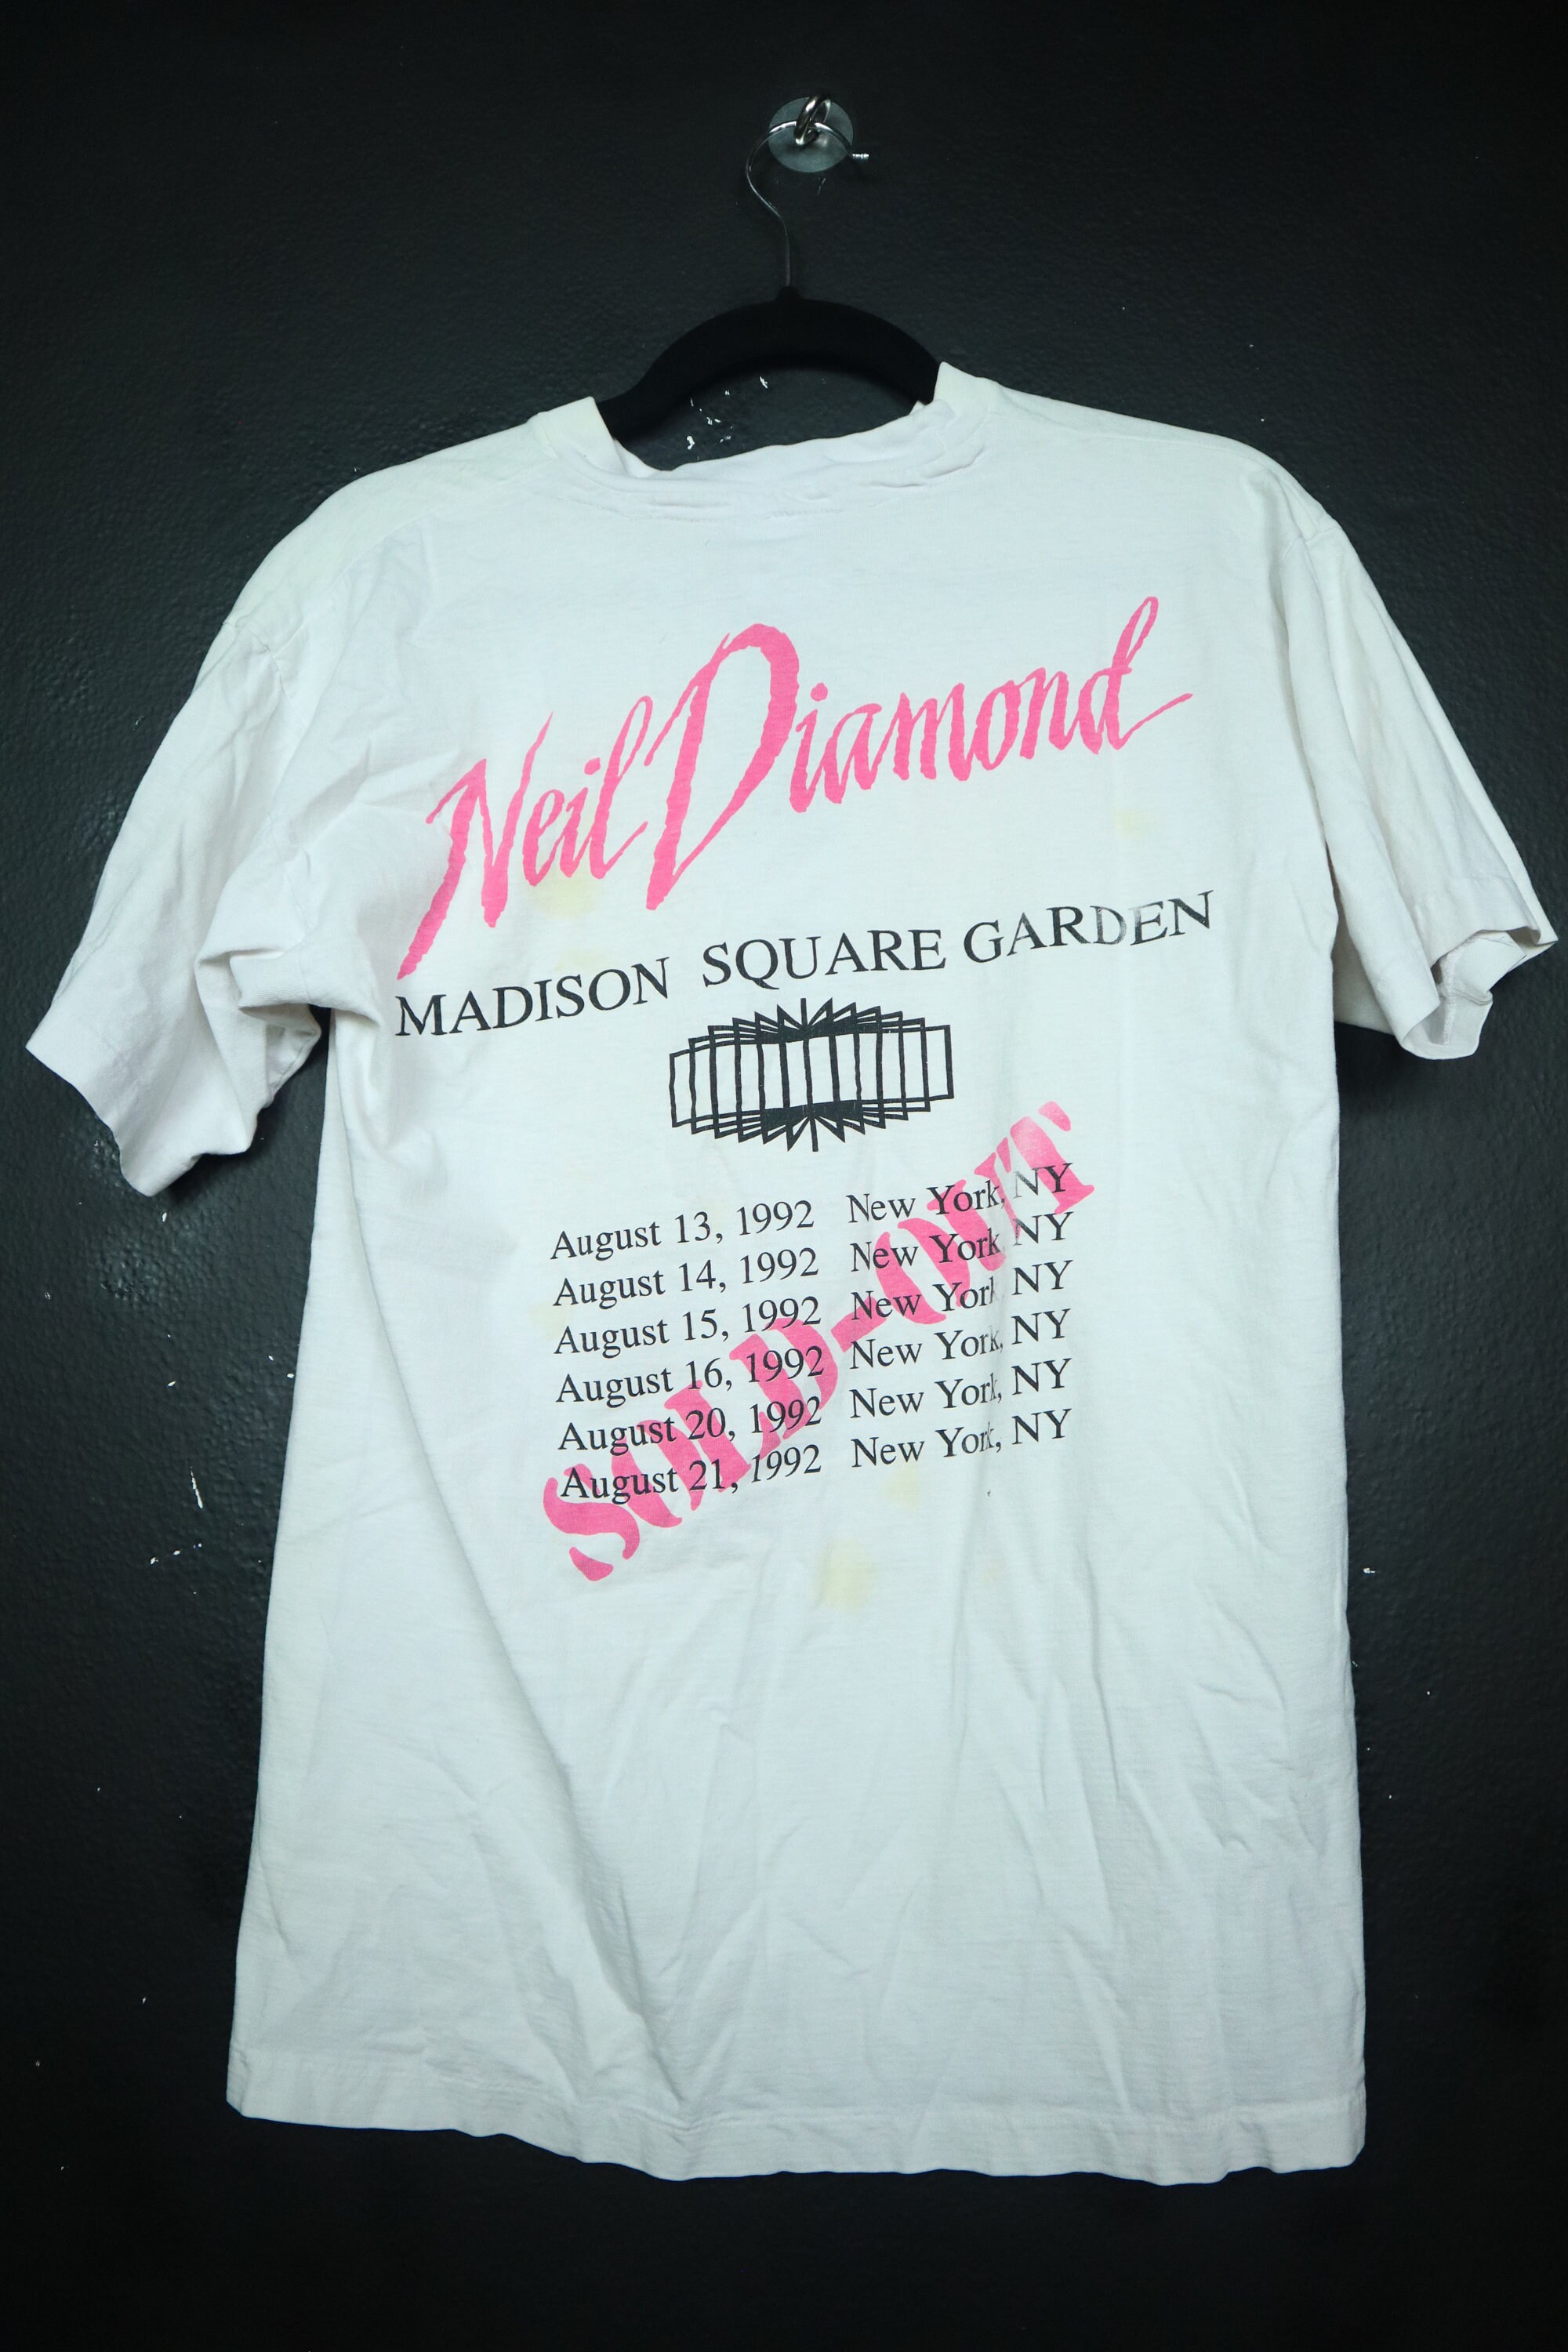 Neil Diamond
MADISON SQUARE GARDEN
August 13, 1992 New York, NY
August 14, 1992 New York, NY
August 15, 1992 New York, NY
August 16, 1992 New York, NY
August 20, 1992 New York, NY
August 21, 1992 New York, NY
SOLD-OUT